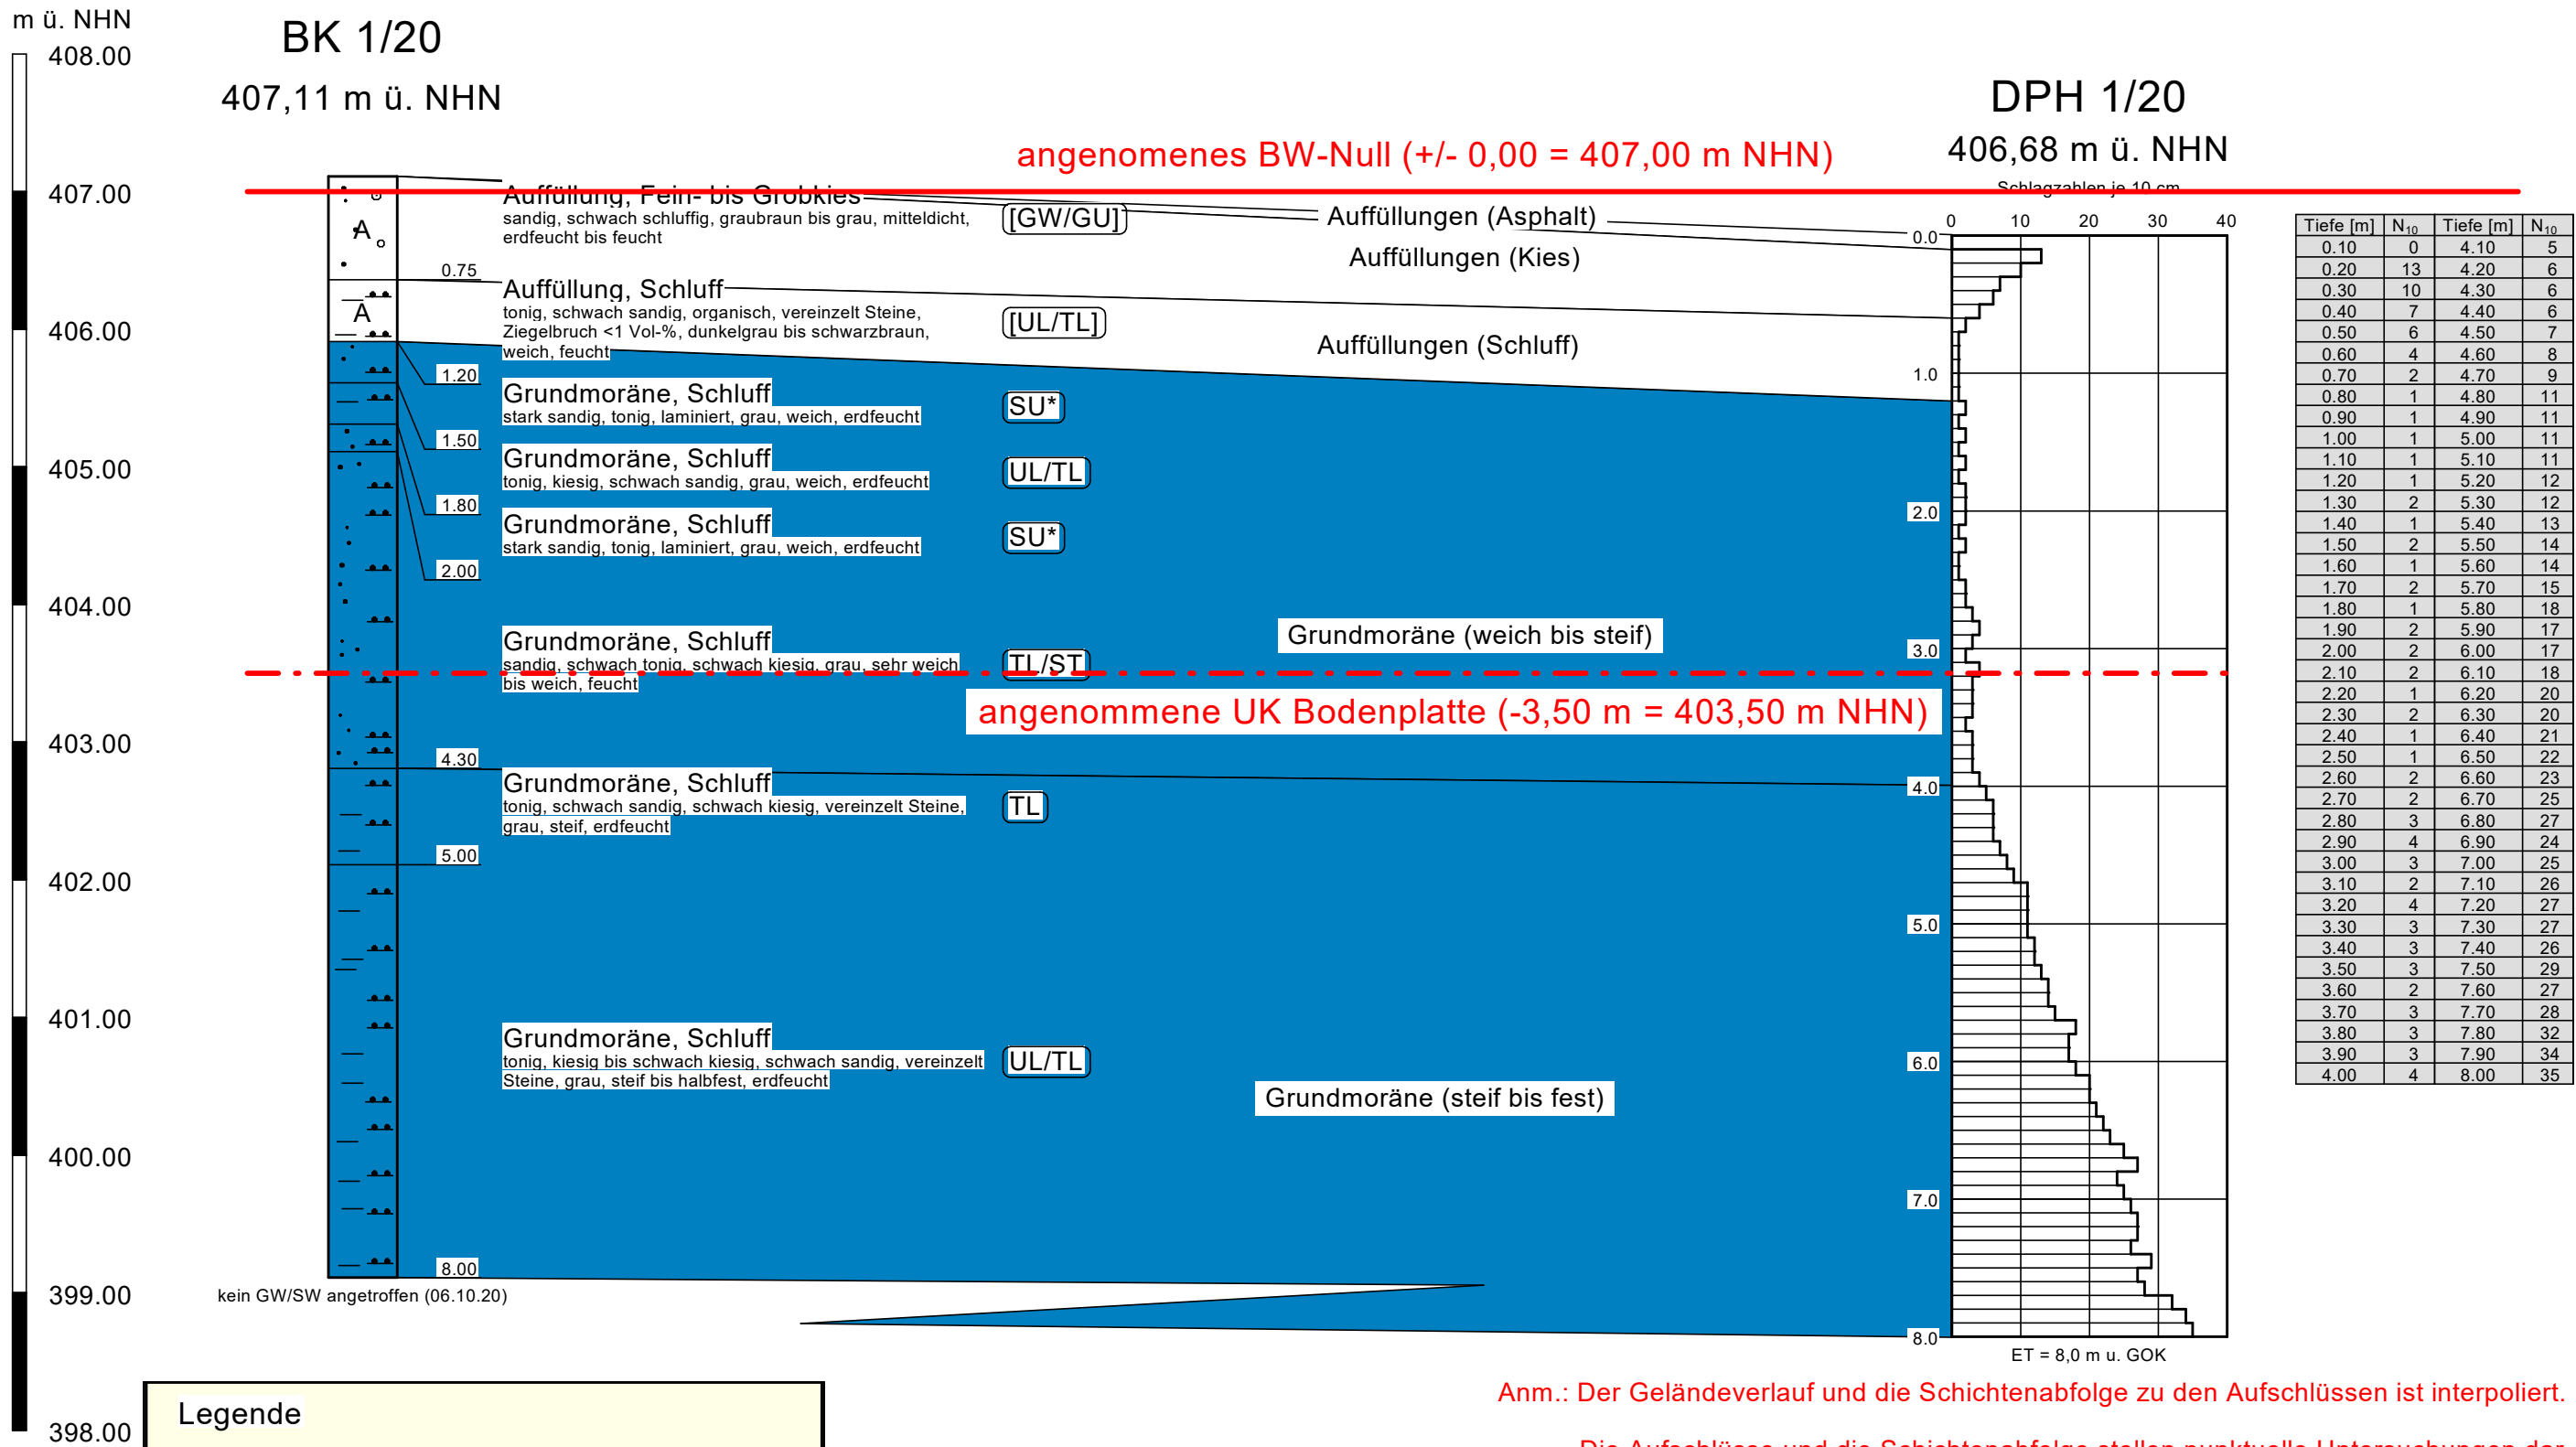 m ü. NHN
408.00
407.00
406.00
405.00
404.00
403.00
402.00
401.00
400.00
399.00
398.00
BK 1/20
407,11 m ü. NHN
DPH 1/20
406,68 m ü. NHN
angenomenes BW-Null (+/- 0,00 = 407,00 m NHN)
Schlagzahlen je 10 cm
0 10 20 30 40
A
A
0.75
1.20
1.50
1.80
2.00
4.30
5.00
8.00
kein GW/SW angetroffen (06.10.20)
Auffüllung, Fein- bis Grobkies
sandig, schwach schluffig, graubraun bis grau, mitteldicht,
erdfeucht bis feucht
[GW/GU]
Auffüllung, Schluff
tonig, schwach sandig, organisch, vereinzelt Steine,
Ziegelbruch <1 Vol-%, dunkelgrau bis schwarzbraun,
weich, feucht
[UL/TL]
Grundmoräne, Schluff
stark sandig, tonig, laminiert, grau, weich, erdfeucht
SU*
Grundmoräne, Schluff
tonig, kiesig, schwach sandig, grau, weich, erdfeucht
UL/TL
Grundmoräne, Schluff
stark sandig, tonig, laminiert, grau, weich, erdfeucht
SU*
Grundmoräne, Schluff
sandig, schwach tonig, schwach kiesig, grau, sehr weich
bis weich, feucht
TL/ST
Grundmoräne, Schluff
tonig, schwach sandig, schwach kiesig, vereinzelt Steine,
grau, steif, erdfeucht
TL
Grundmoräne, Schluff
tonig, kiesig bis schwach kiesig, schwach sandig, vereinzelt
Steine, grau, steif bis halbfest, erdfeucht
UL/TL
Auffüllungen (Asphalt)
Auffüllungen (Kies)
Auffüllungen (Schluff)
Grundmoräne (weich bis steif)
angenommene UK Bodenplatte (-3,50 m = 403,50 m NHN)
Grundmoräne (steif bis fest)
0.0
1.0
2.0
3.0
4.0
5.0
6.0
7.0
8.0
ET = 8,0 m u. GOK
Tiefe [m] N10 Tiefe [m] N10
0.10 0 4.10 5
0.20 13 4.20 6
0.30 10 4.30 6
0.40 7 4.40 6
0.50 6 4.50 7
0.60 4 4.60 8
0.70 2 4.70 9
0.80 1 4.80 11
0.90 1 4.90 11
1.00 1 5.00 11
1.10 1 5.10 11
1.20 1 5.20 12
1.30 2 5.30 12
1.40 1 5.40 13
1.50 2 5.50 14
1.60 1 5.60 14
1.70 2 5.70 15
1.80 1 5.80 18
1.90 2 5.90 17
2.00 2 6.00 17
2.10 2 6.10 18
2.20 1 6.20 20
2.30 2 6.30 20
2.40 1 6.40 21
2.50 1 6.50 22
2.60 2 6.60 23
2.70 2 6.70 25
2.80 3 6.80 27
2.90 4 6.90 24
3.00 3 7.00 25
3.10 2 7.10 26
3.20 4 7.20 27
3.30 3 7.30 27
3.40 3 7.40 26
3.50 3 7.50 29
3.60 2 7.60 27
3.70 3 7.70 28
3.80 3 7.80 32
3.90 3 7.90 34
4.00 4 8.00 35
Legende
Anm.: Der Geländeverlauf und die Schichtenabfolge zu den Aufschlüssen ist interpoliert.
Die Aufschlüsse und die Schichtenabfolge stellen punktuelle Untersuchungen dar